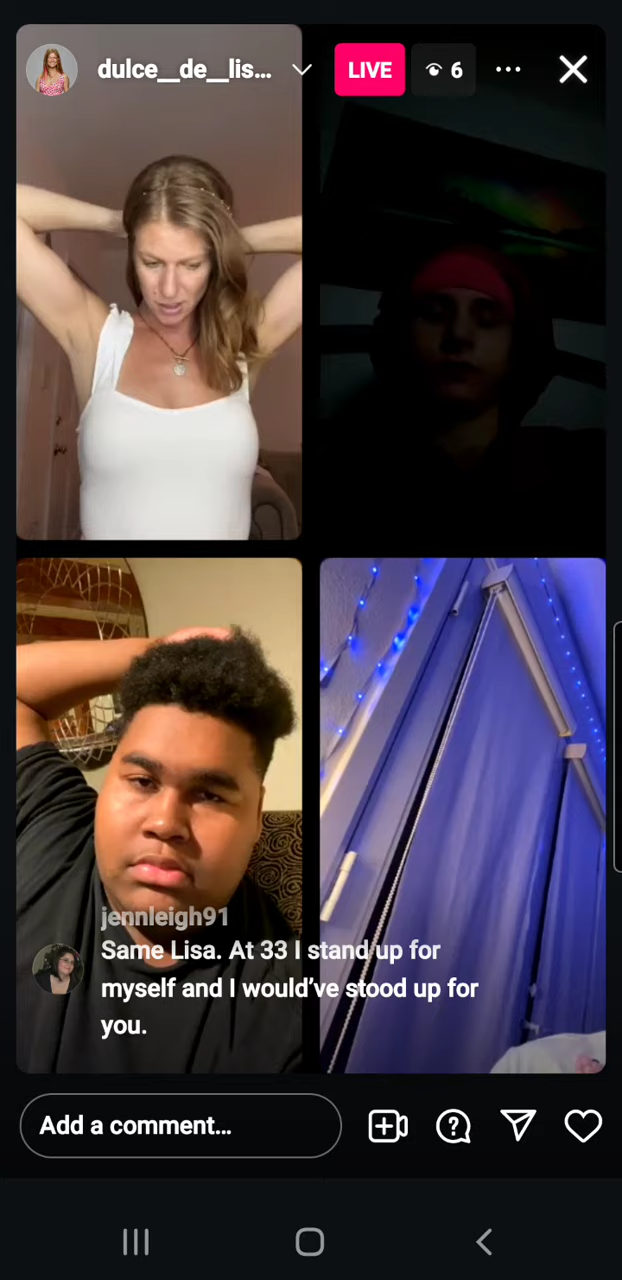 dulce__de__lis...
LIVE
6
jennleigh91
Same Lisa. At 33 I stand up for
myself and I would've stood up for
you.
Add a comment...